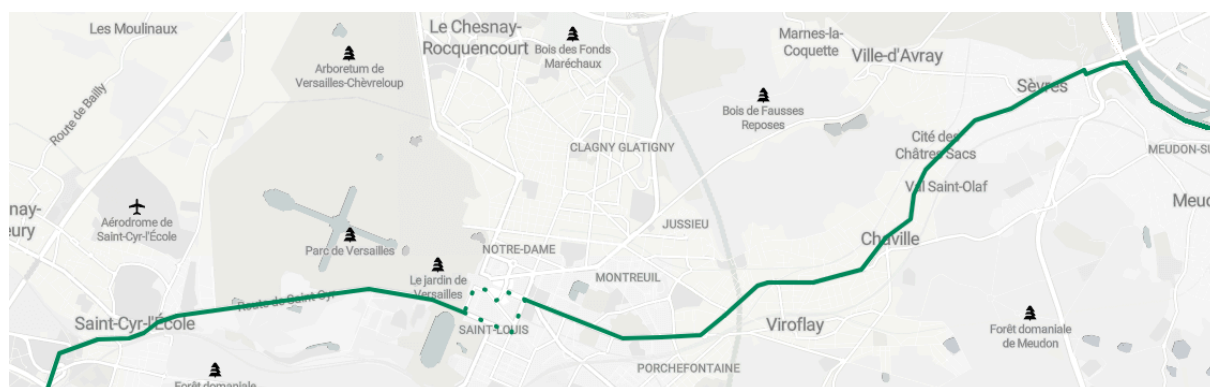 Les Moulinaux
Le Chesnay-
Rocquencourt
Bois des Fonds
Maréchaux
Marnes-la-
Coquette
Ville-d'Avray
Arboretum de
Versailles-Chèvreloup
Route de Bailly
Sèvres
Bois de Fausses
Reposes
Cité des
Châtres Sacs
CLAGNY GLATIGNY
MEUDON-SU
Val Saint-Olaf
Meud
nay-
eury
Aérodrome de
Saint-Cyr-l'École
Parc de Versailles
NOTRE-DAME
JUSSIEU
Chaville
MONTREUIL
Le jardin de
Versailles
Route de Saint-Cyr
Saint-Cyr-l'École
SAINT-LOUIS
Viroflay
Forêt domaniale
de Meudon
PORCHEFONTAINE
Forêt domaniale